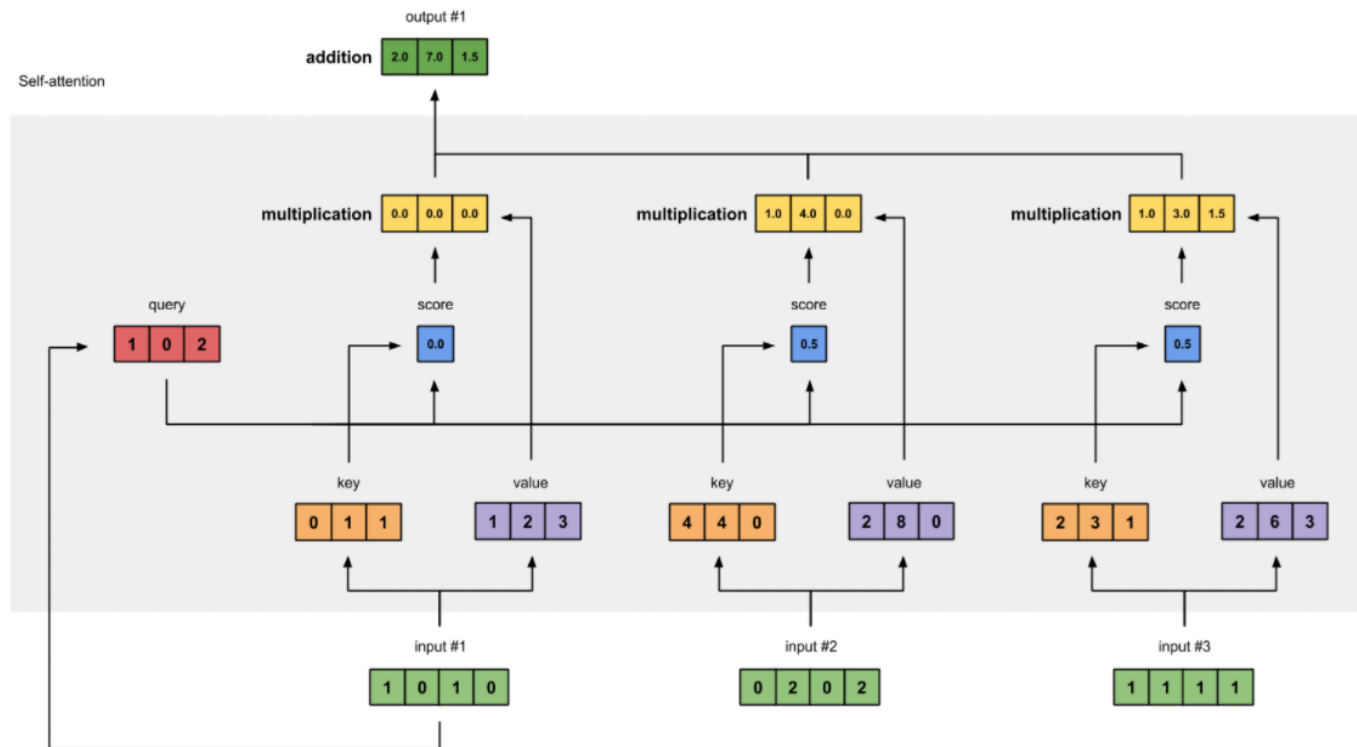 output #1
addition 2.0 7.0 1.5
Self-attention
multiplication 0.0 0.0 0.0 multiplication 1.0 4.0 0.0 multiplication 1.0 3.0 1.5
query score score score
1 0 2 0.0 0.5 0.5
key value key value key value
0 1 1 1 2 3 4 4 0 2 8 0 2 3 1 2 6 3
input #1 input #2 input #3
1 0 1 0 0 2 0 2 1 1 1 1